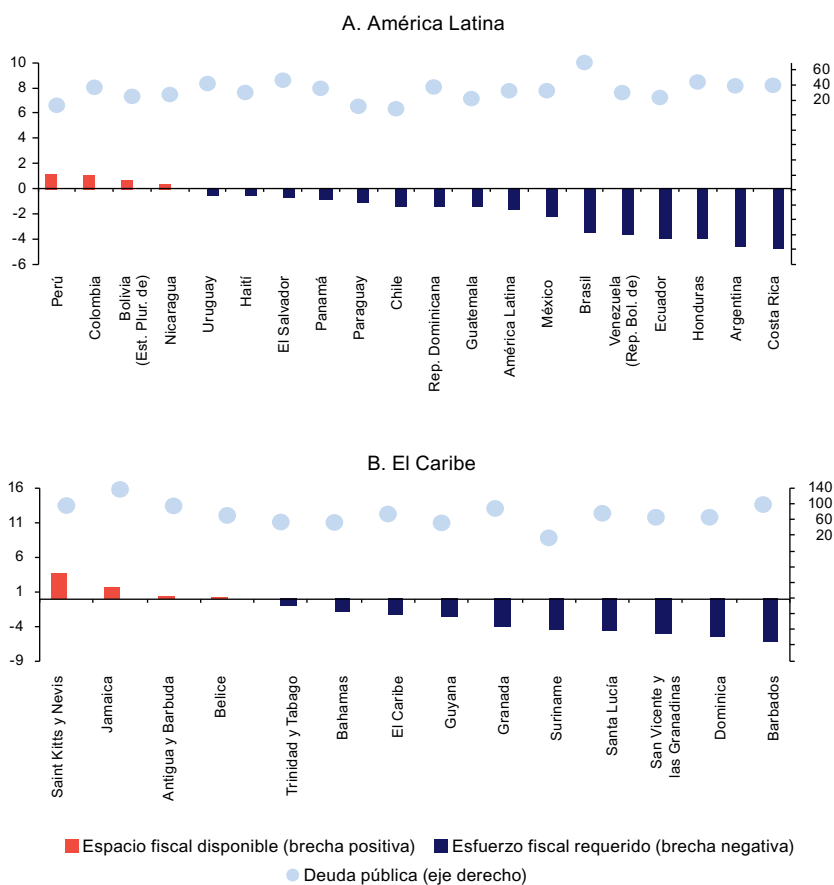 A. América Latina
10
8
6
4
2
0
-2
-4
-6
60
40
20
Perú
Colombia
Bolivia
(Est. Plur. de)
Nicaragua
Uruguay
Haití
El Salvador
Panamá
Paraguay
Chile
Rep. Dominicana
Guatemala
América Latina
México
Brasil
Venezuela
(Rep. Bol. de)
Ecuador
Honduras
Argentina
Costa Rica
B. El Caribe
16
11
6
1
-4
-9
140
100
60
20
Saint Kitts y Nevis
Jamaica
Antigua y Barbuda
Belice
Trinidad y Tabago
Bahamas
El Caribe
Guyana
Granada
Suriname
Santa Lucía
San Vicente y
las Granadinas
Dominica
Barbados
Espacio fiscal disponible (brecha positiva) Esfuerzo fiscal requerido (brecha negativa)
Deuda pública (eje derecho)